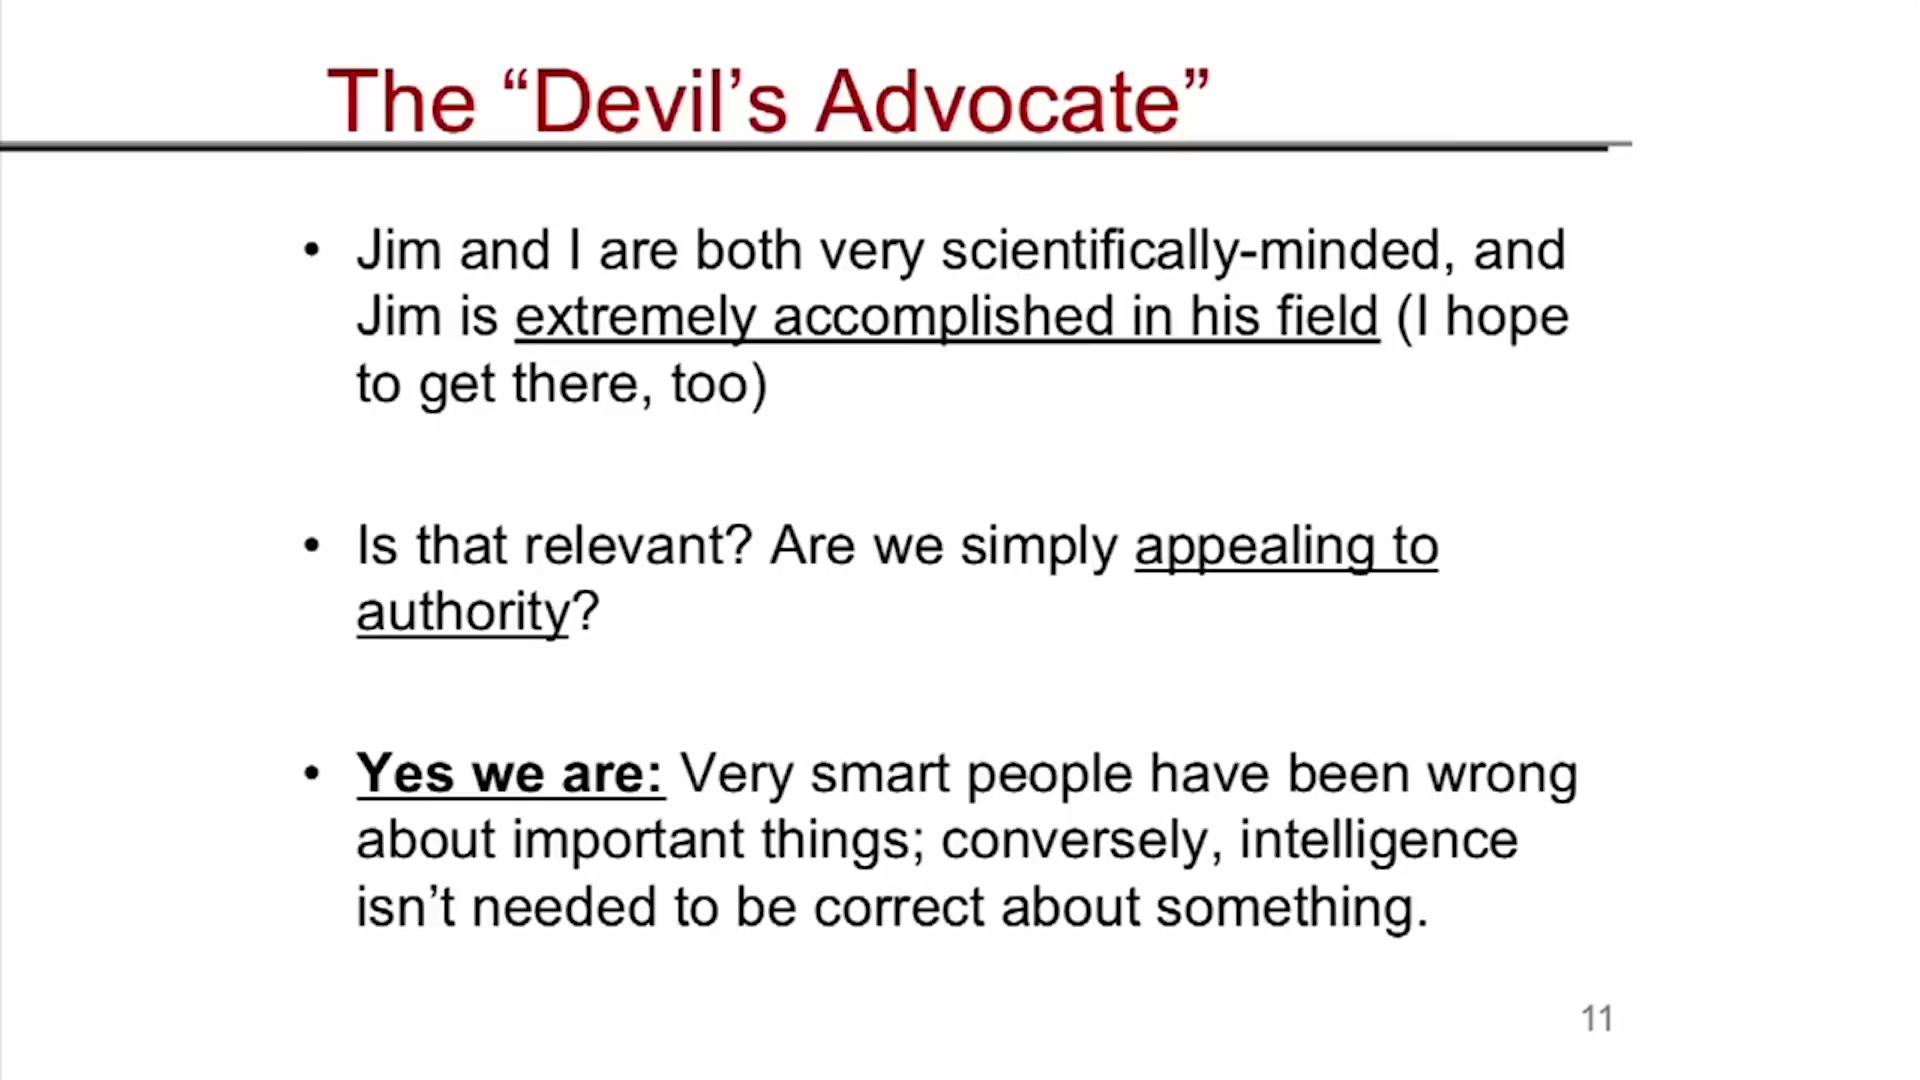 The “Devil’s Advocate”
• Jim and I are both very scientifically-minded, and
Jim is extremely accomplished in his field (I hope
to get there, too)
• Is that relevant? Are we simply appealing to
authority?
• Yes we are: Very smart people have been wrong
about important things; conversely, intelligence
isn’t needed to be correct about something.
11